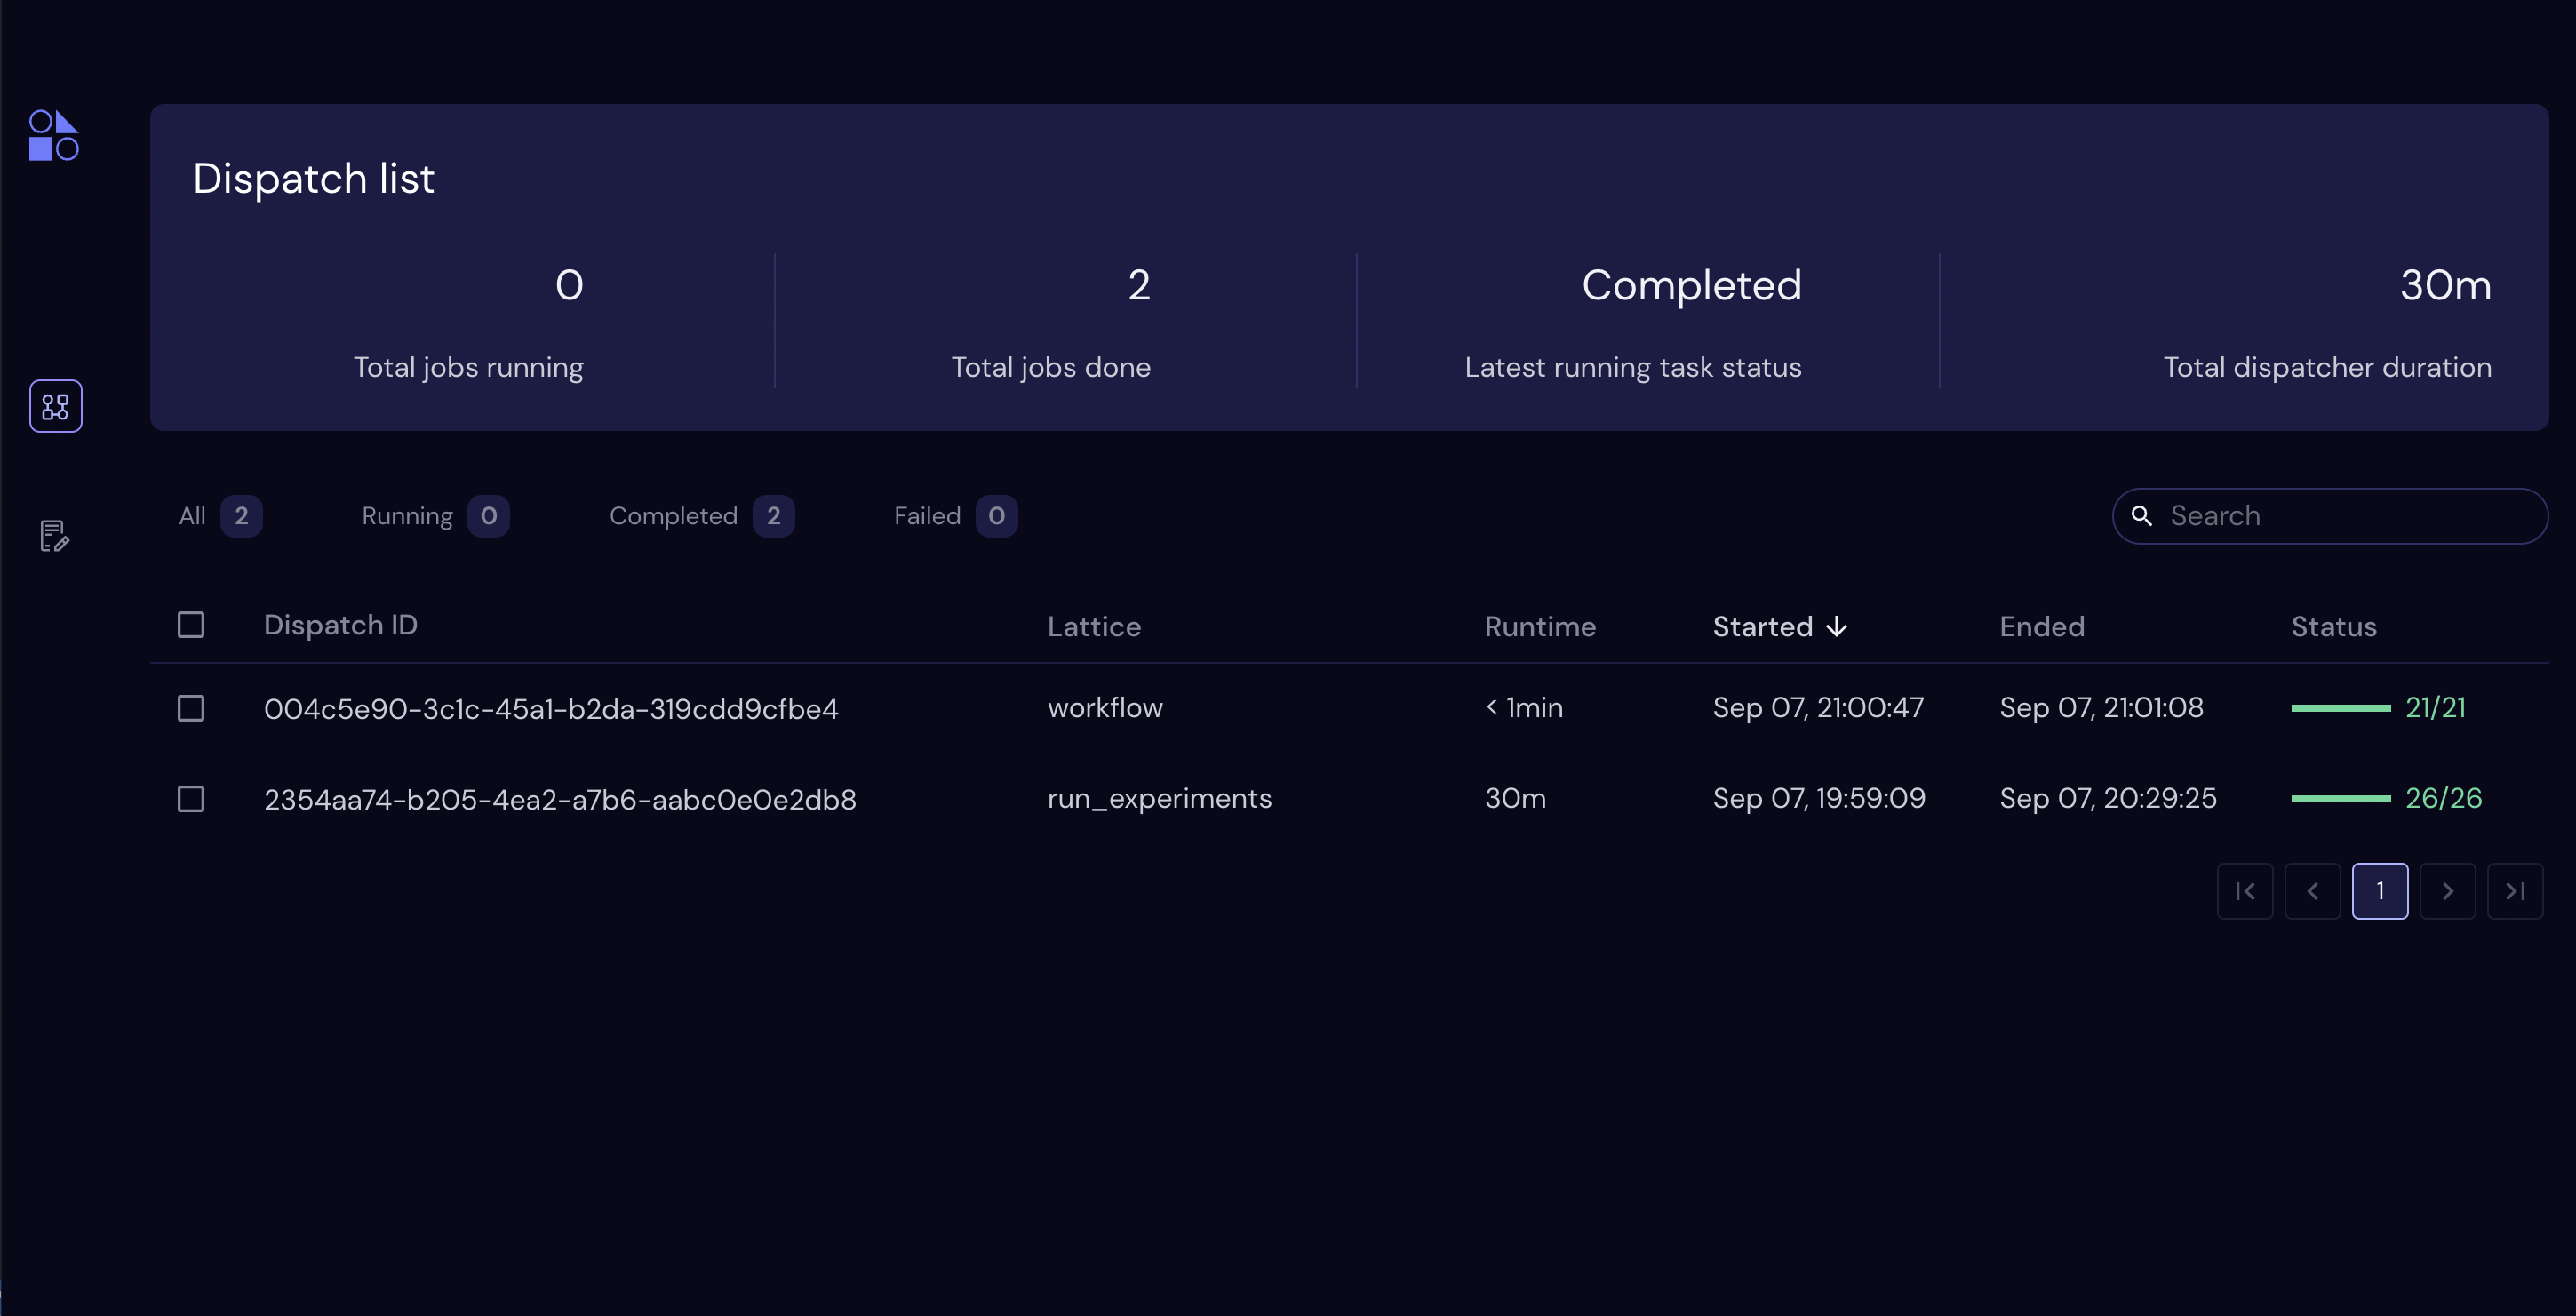 Dispatch list
0
Total jobs running
2
Total jobs done
Completed
Latest running task status
30m
Total dispatcher duration
All 2 Running 0 Completed 2 Failed 0 Search
Dispatch ID Lattice Runtime Started Ended Status
004c5e90-3c1c-45a1-b2da-319cdd9cfbe4 workflow < 1min Sep 07, 21:00:47 Sep 07, 21:01:08 21/21
2354aa74-b205-4ea2-a7b6-aabc0e0e2db8 run_experiments 30m Sep 07, 19:59:09 Sep 07, 20:29:25 26/26
1